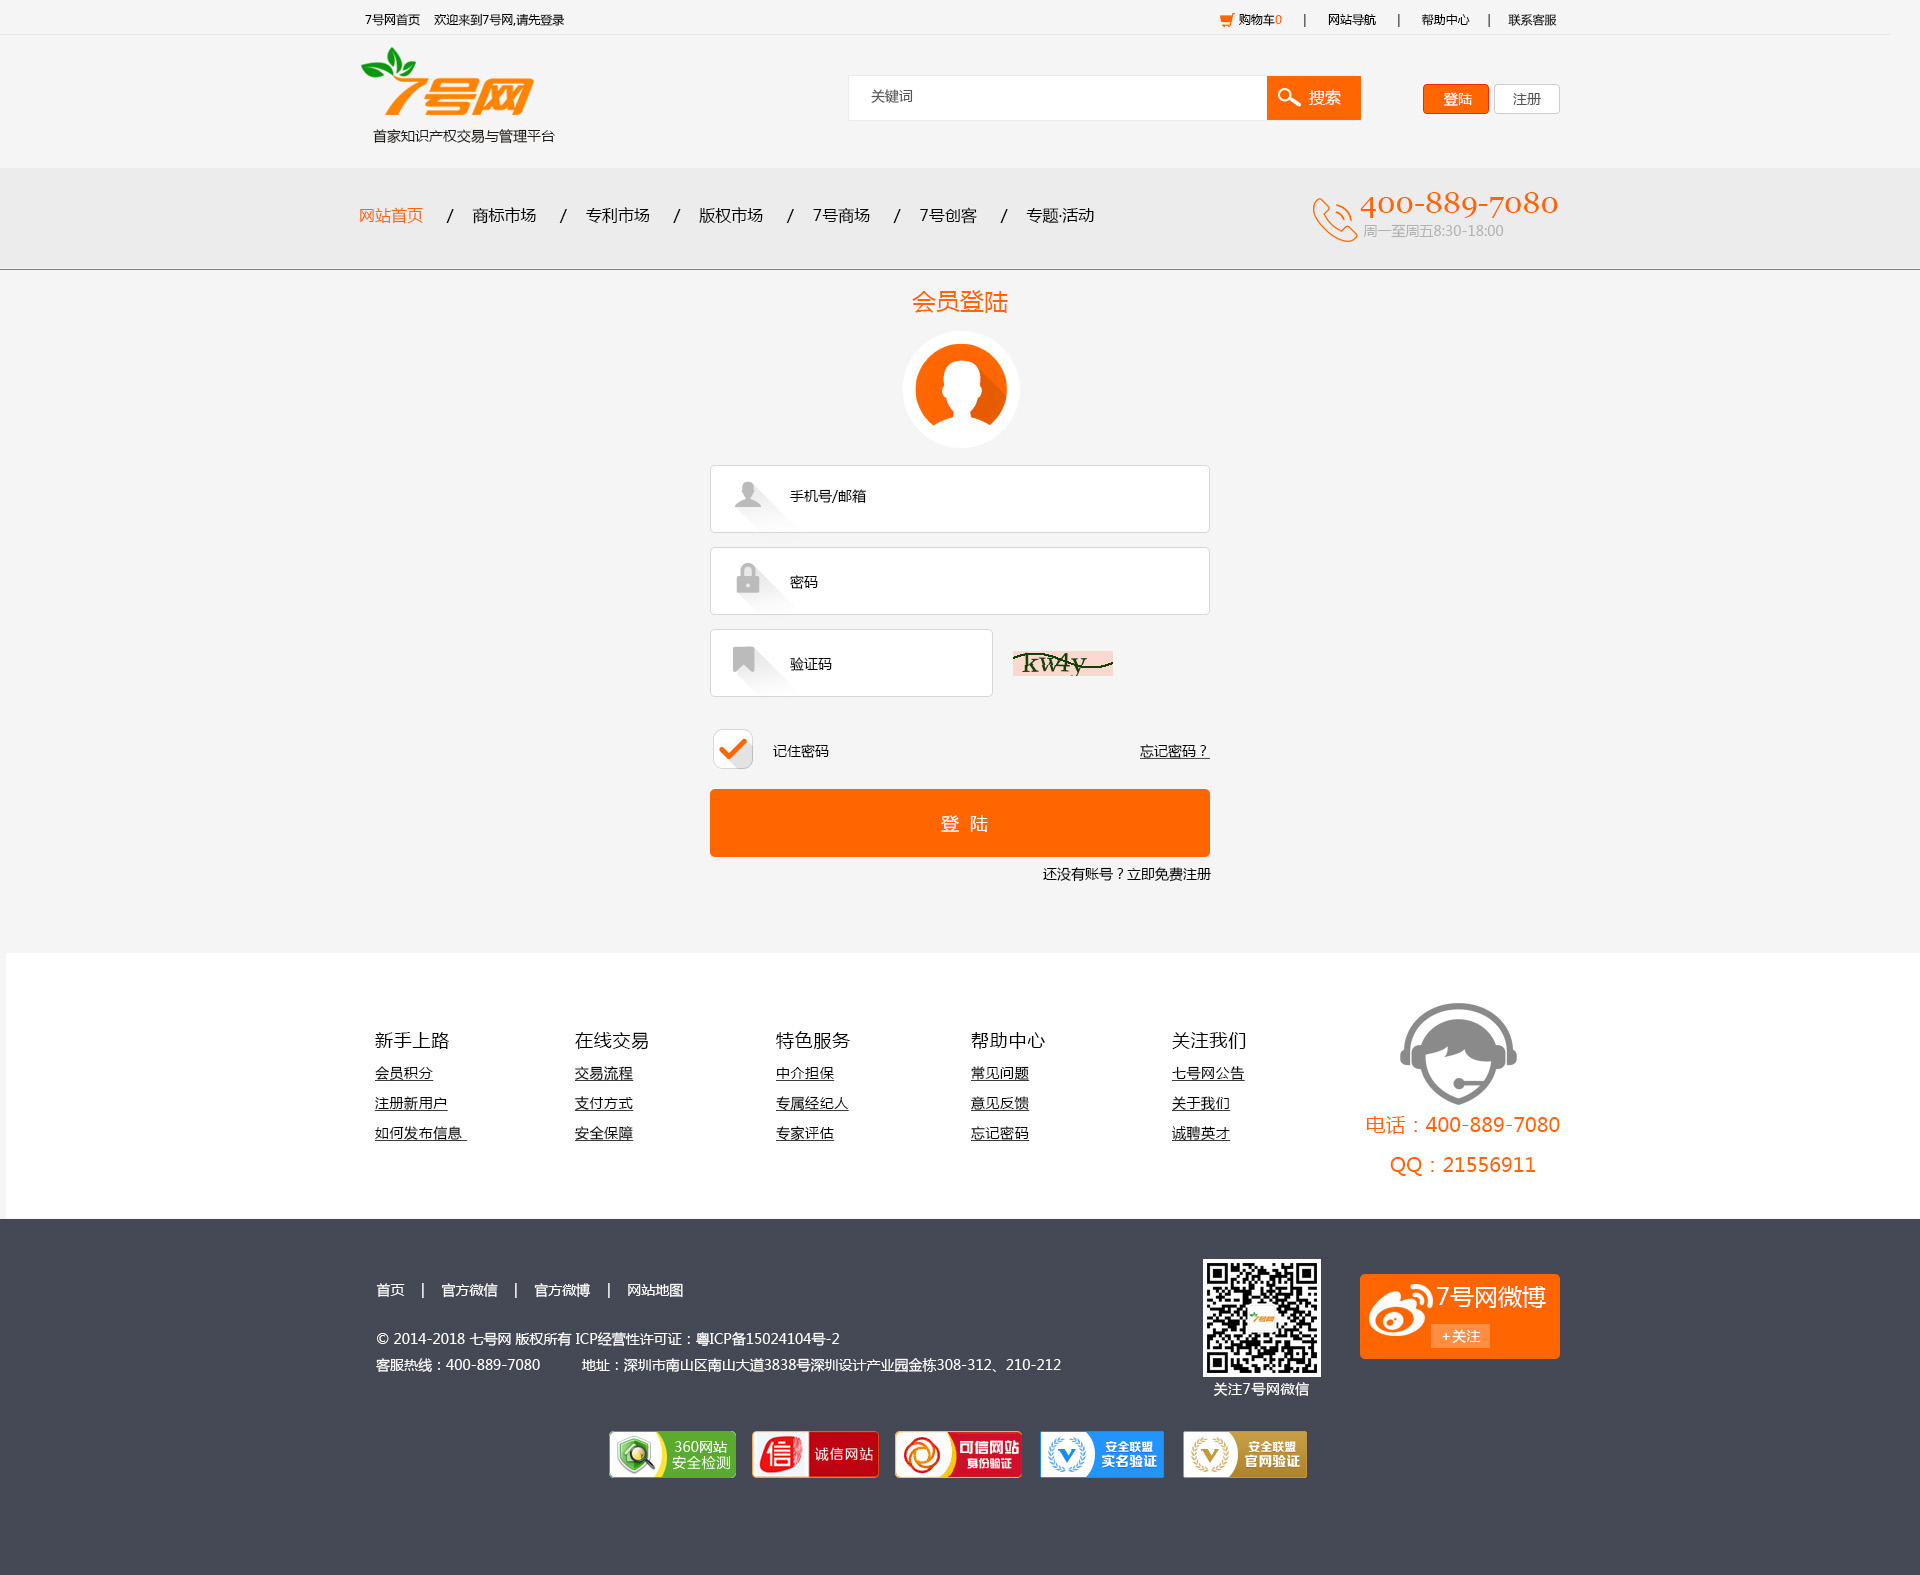 7号网首页 欢迎来到7号网,请先登录 购物车0 | 网站导航 | 帮助中心 | 联系客服
7号网
首家知识产权交易与管理平台
关键词 搜索 登陆 注册
网站首页 / 商标市场 / 专利市场 / 版权市场 / 7号商场 / 7号创客 / 专题·活动
400-889-7080
周一至周五8:30-18:00
会员登陆
手机号/邮箱
密码
验证码 kw4y
记住密码 忘记密码？
登 陆
还没有账号？立即免费注册
新手上路 在线交易 特色服务 帮助中心 关注我们
会员积分 交易流程 中介担保 常见问题 七号网公告
注册新用户 支付方式 专属经纪人 意见反馈 关于我们
如何发布信息 安全保障 专家评估 忘记密码 诚聘英才
电话：400-889-7080
QQ：21556911
首页 | 官方微信 | 官方微博 | 网站地图
© 2014-2018 七号网 版权所有 ICP经营性许可证：粤ICP备15024104号-2
客服热线：400-889-7080 地址：深圳市南山区南山大道3838号深圳设计产业园金栋308-312、210-212
7号网
关注7号网微信
7号网微博
+关注
360网站
安全检测
信 诚信网站
可信网站
身份验证
安全联盟
实名验证
安全联盟
官网验证